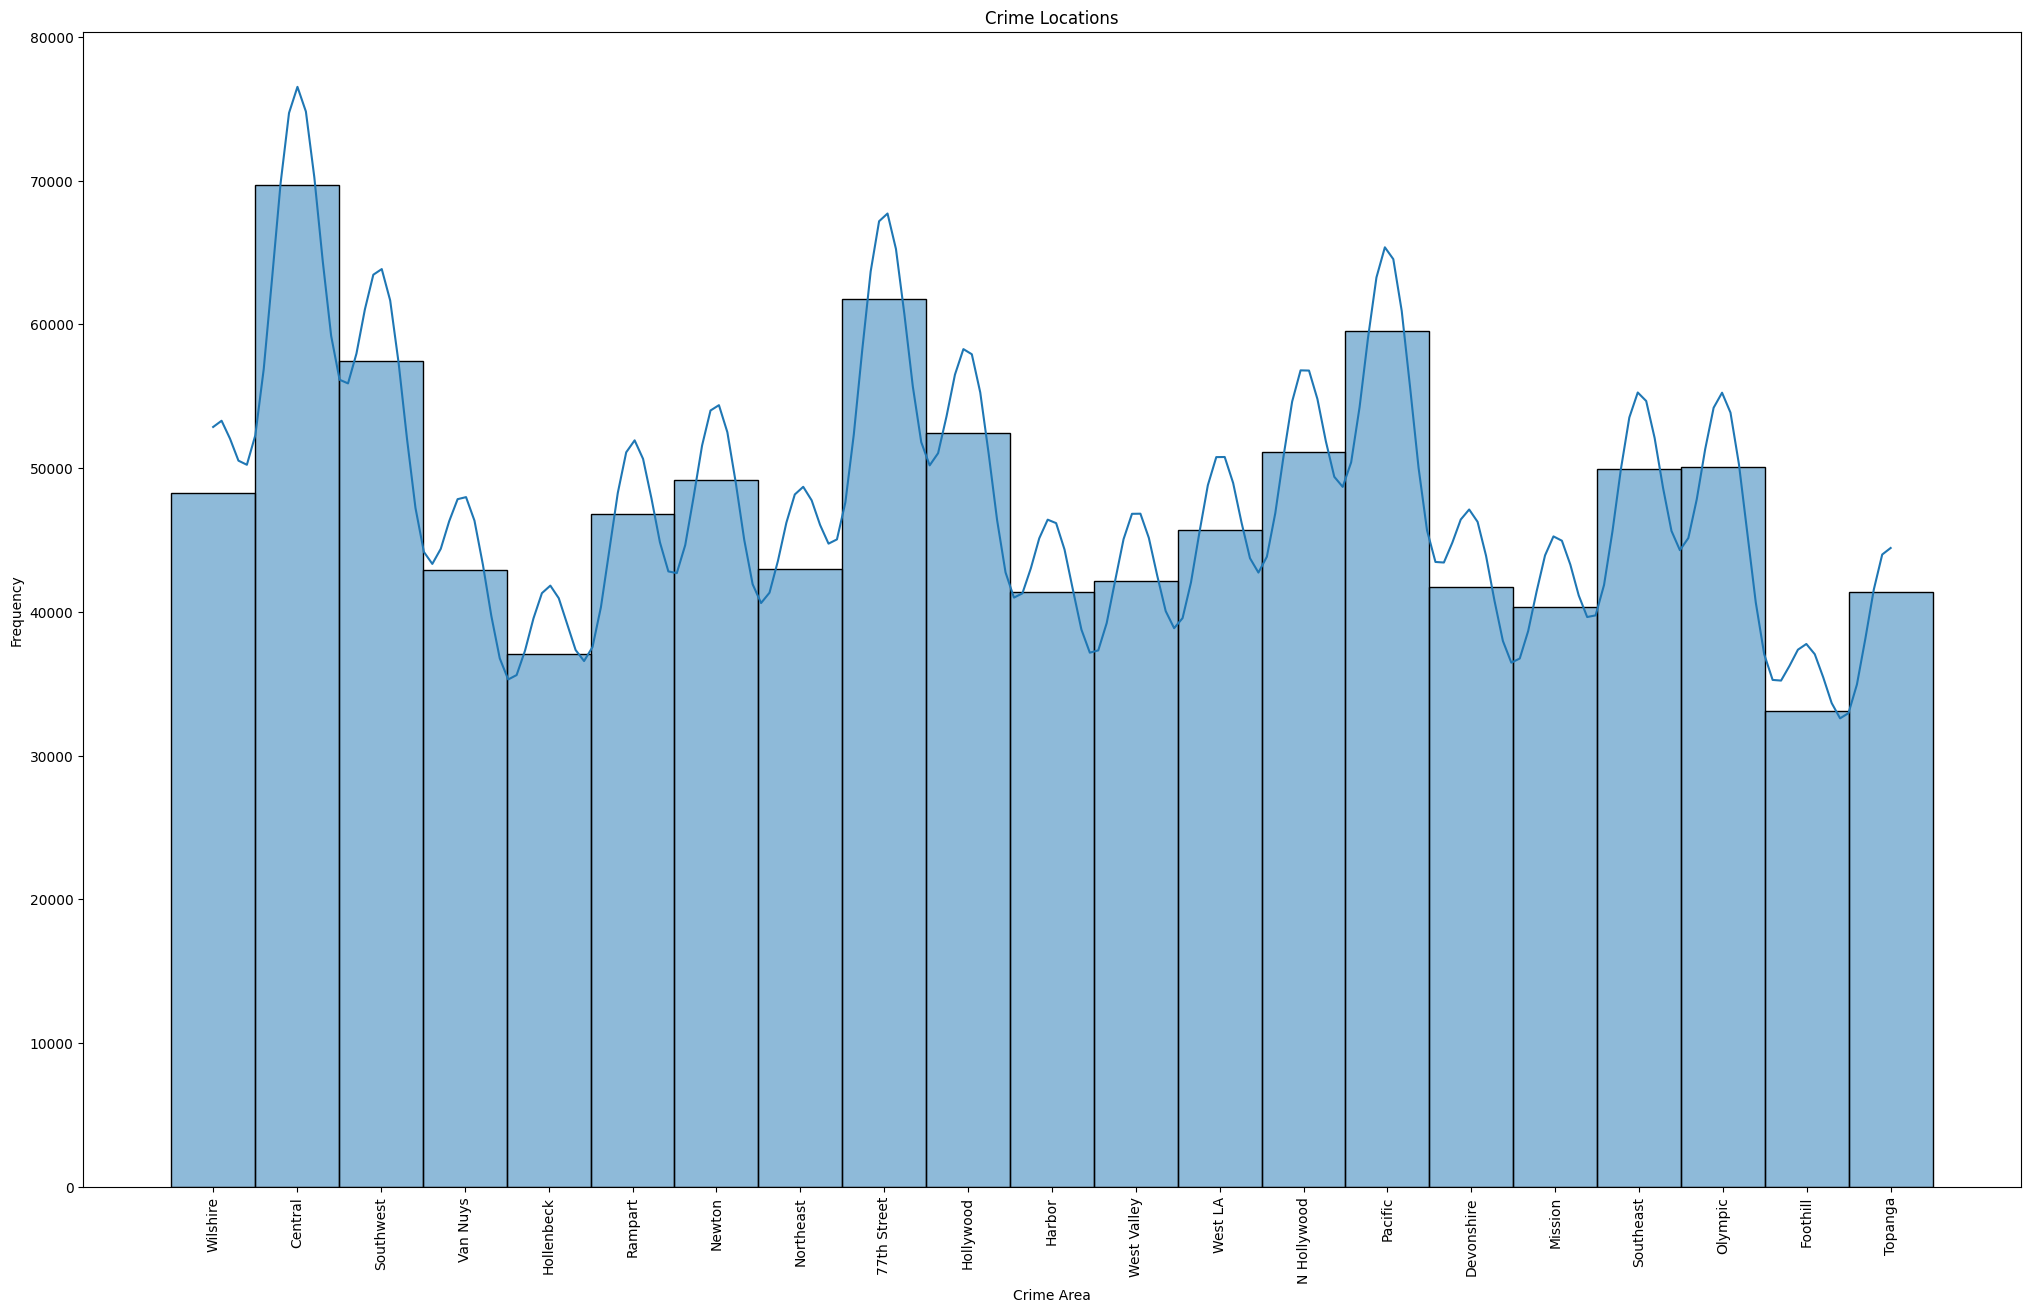 Crime Locations
80000
70000
60000
50000
40000
30000
20000
10000
0
Frequency
Wilshire
Central
Southwest
Van Nuys
Hollenbeck
Rampart
Newton
Northeast
77th Street
Hollywood
Harbor
West Valley
West LA
N Hollywood
Pacific
Devonshire
Mission
Southeast
Olympic
Foothill
Topanga
Crime Area